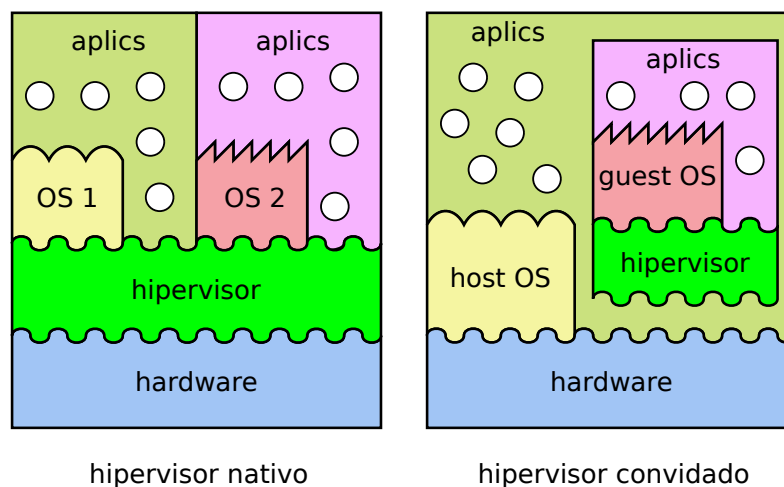 aplics
aplics
OS 1
OS 2
hipervisor
hardware
hipervisor nativo
aplics
aplics
guest OS
host OS
hipervisor
hardware
hipervisor convidado